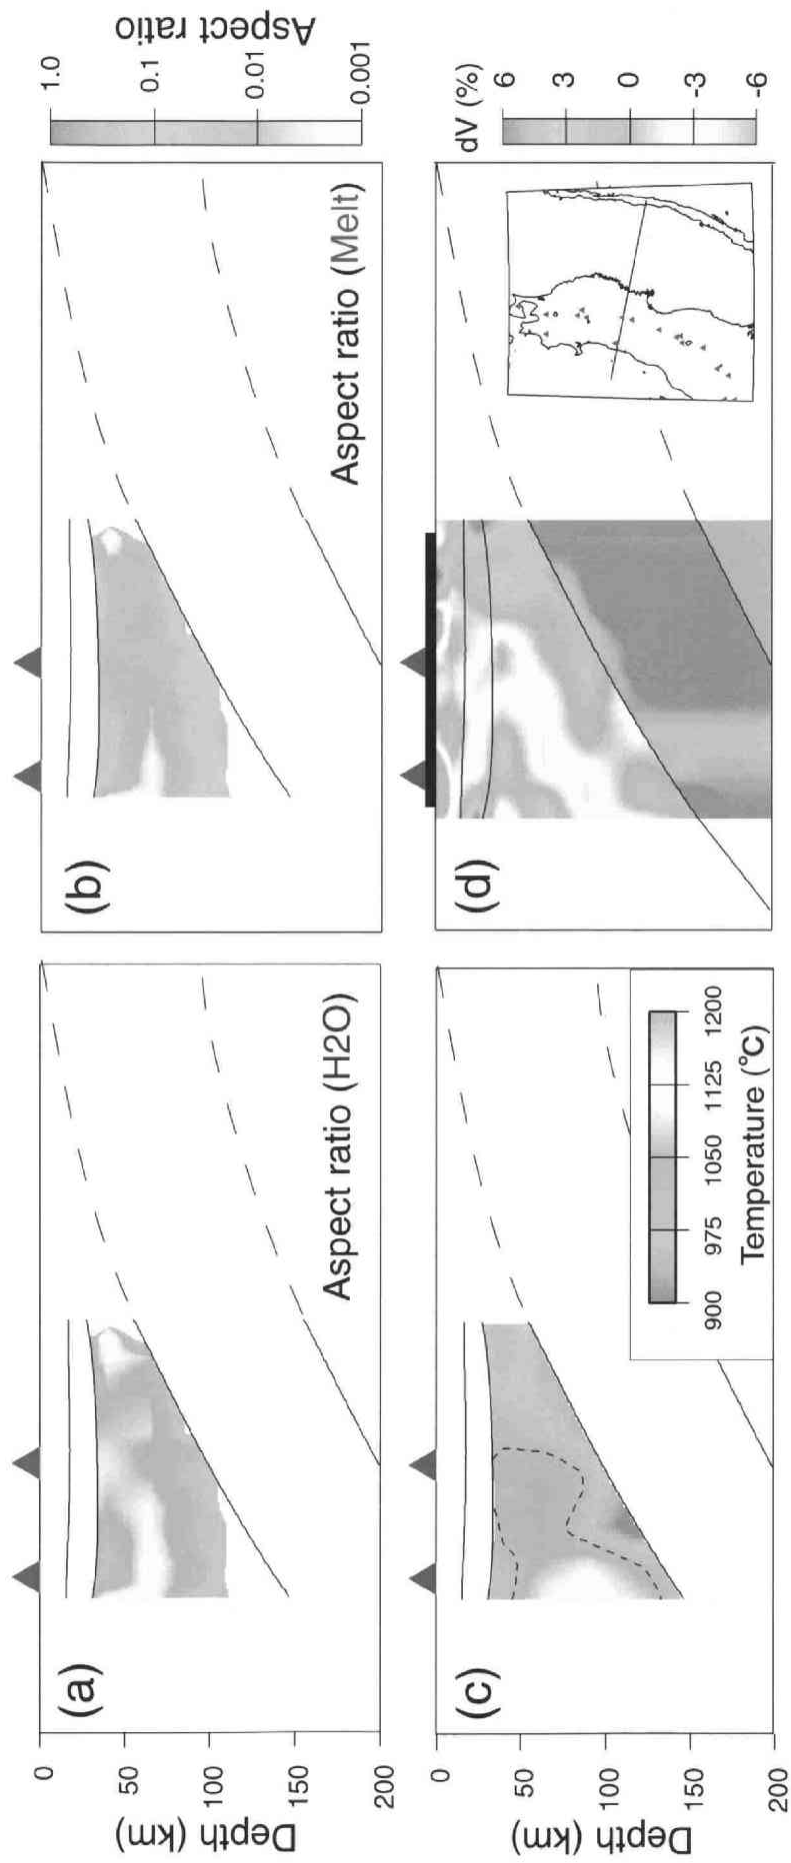 (a)
Depth (km)
0
50
100
150
200
Aspect ratio (H2O)
(b)
Aspect ratio (Melt)
1.0
0.1
0.01
0.001
Aspect ratio
(c)
Depth (km)
0
50
100
150
200
900 975 1050 1125 1200
Temperature (°C)
(d)
dV (%)
6
3
0
-3
-6